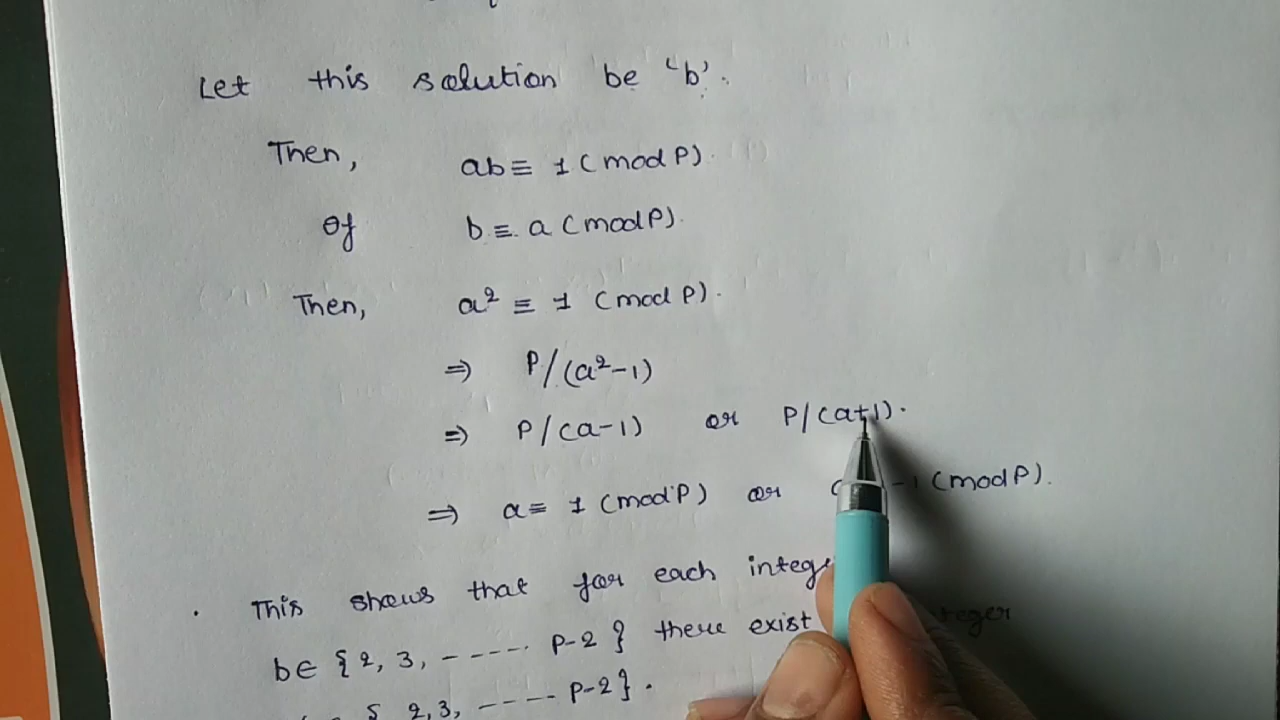 Let this solution be 'b'.
Then, ab ≡ 1 (mod P).
Of b ≡ a (mod P).
Then, a² ≡ 1 (mod P).
⇒ P/(a²-1)
⇒ P/(a-1) or P/(a+1).
⇒ a ≡ 1 (mod P) or -1 (mod P).
· This shows that for each
b ∈ {2, 3, ----. P-2} there exist
2,3, ---- P-2}.